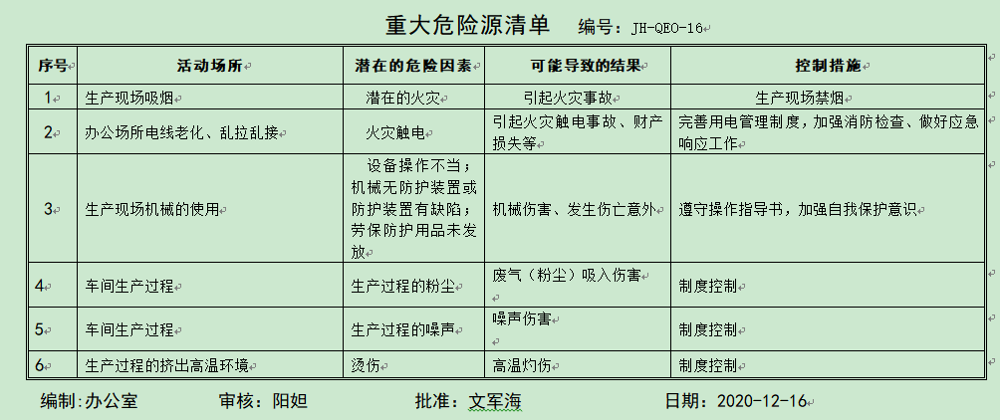 重大危险源清单 编号：JH-QEO-16
序号 活动场所 潜在的危险因素 可能导致的结果 控制措施
1 生产现场吸烟 潜在的火灾 引起火灾事故 生产现场禁烟
2 办公场所电线老化、乱拉乱接 火灾触电 引起火灾触电事故、财产
损失等 完善用电管理制度，加强消防检查、做好应急
响应工作
3 生产现场机械的使用 设备操作不当；
机械无防护装置或
防护装置有缺陷；
劳保防护用品未发
放 机械伤害、发生伤亡意外 遵守操作指导书，加强自我保护意识
4 车间生产过程 生产过程的粉尘 废气（粉尘）吸入伤害 制度控制
5 车间生产过程 生产过程的噪声 噪声伤害 制度控制
6 生产过程的挤出高温环境 烫伤 高温灼伤 制度控制
编制:办公室 审核：阳妲 批准：文军海 日期：2020-12-16